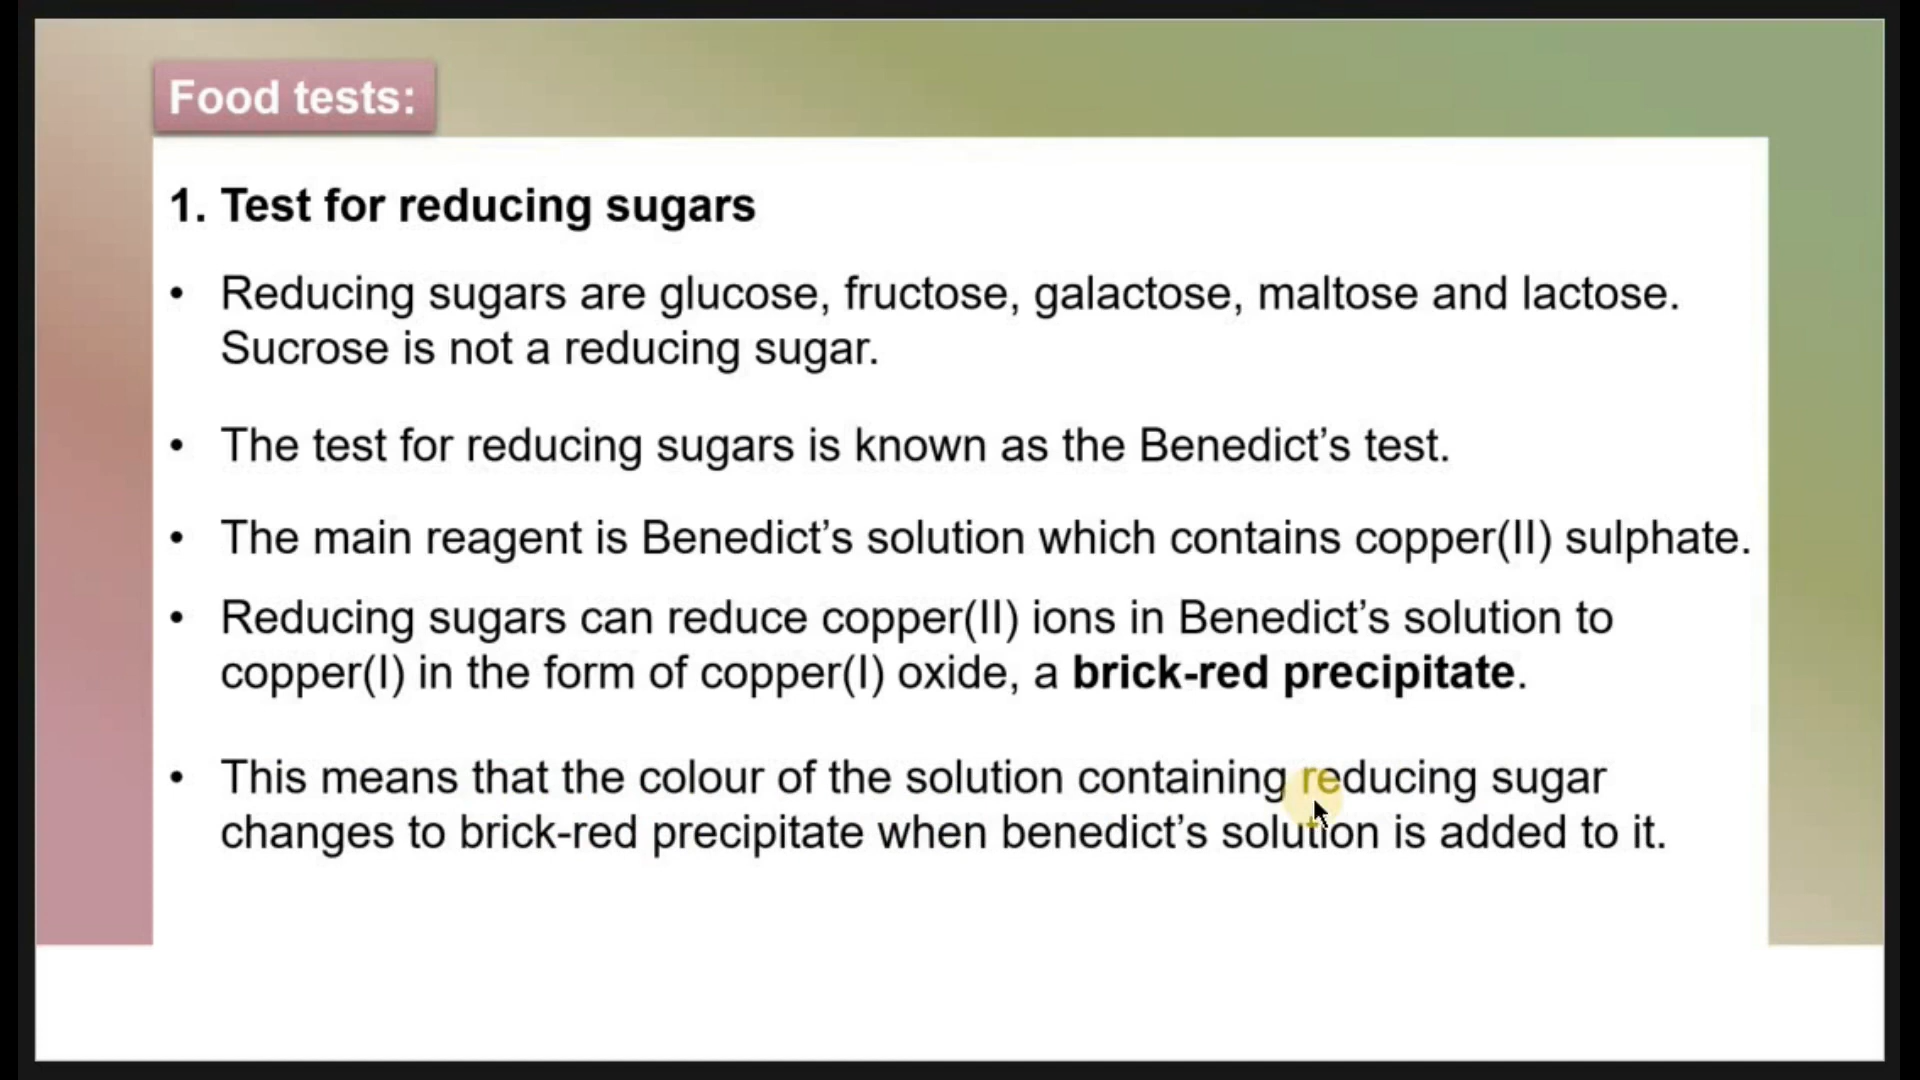 Food tests:
1. Test for reducing sugars
• Reducing sugars are glucose, fructose, galactose, maltose and lactose.
Sucrose is not a reducing sugar.
• The test for reducing sugars is known as the Benedict’s test.
• The main reagent is Benedict’s solution which contains copper(II) sulphate.
• Reducing sugars can reduce copper(II) ions in Benedict’s solution to
copper(I) in the form of copper(I) oxide, a brick-red precipitate.
• This means that the colour of the solution containing reducing sugar
changes to brick-red precipitate when benedict’s solution is added to it.